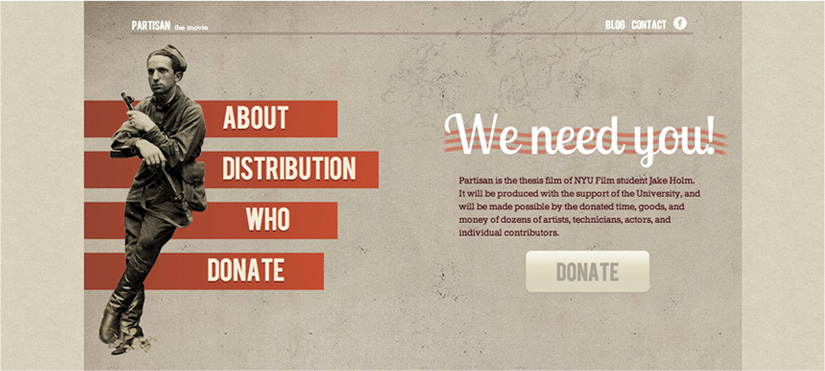 PARTISAN the movie
BLOG CONTACT f
ABOUT
DISTRIBUTION
WHO
DONATE
We need you!
Partisan is the thesis film of NYU Film student Jake Holm.
It will be produced with the support of the University, and
will be made possible by the donated time, goods, and
money of dozens of artists, technicians, actors, and
individual contributors.
DONATE